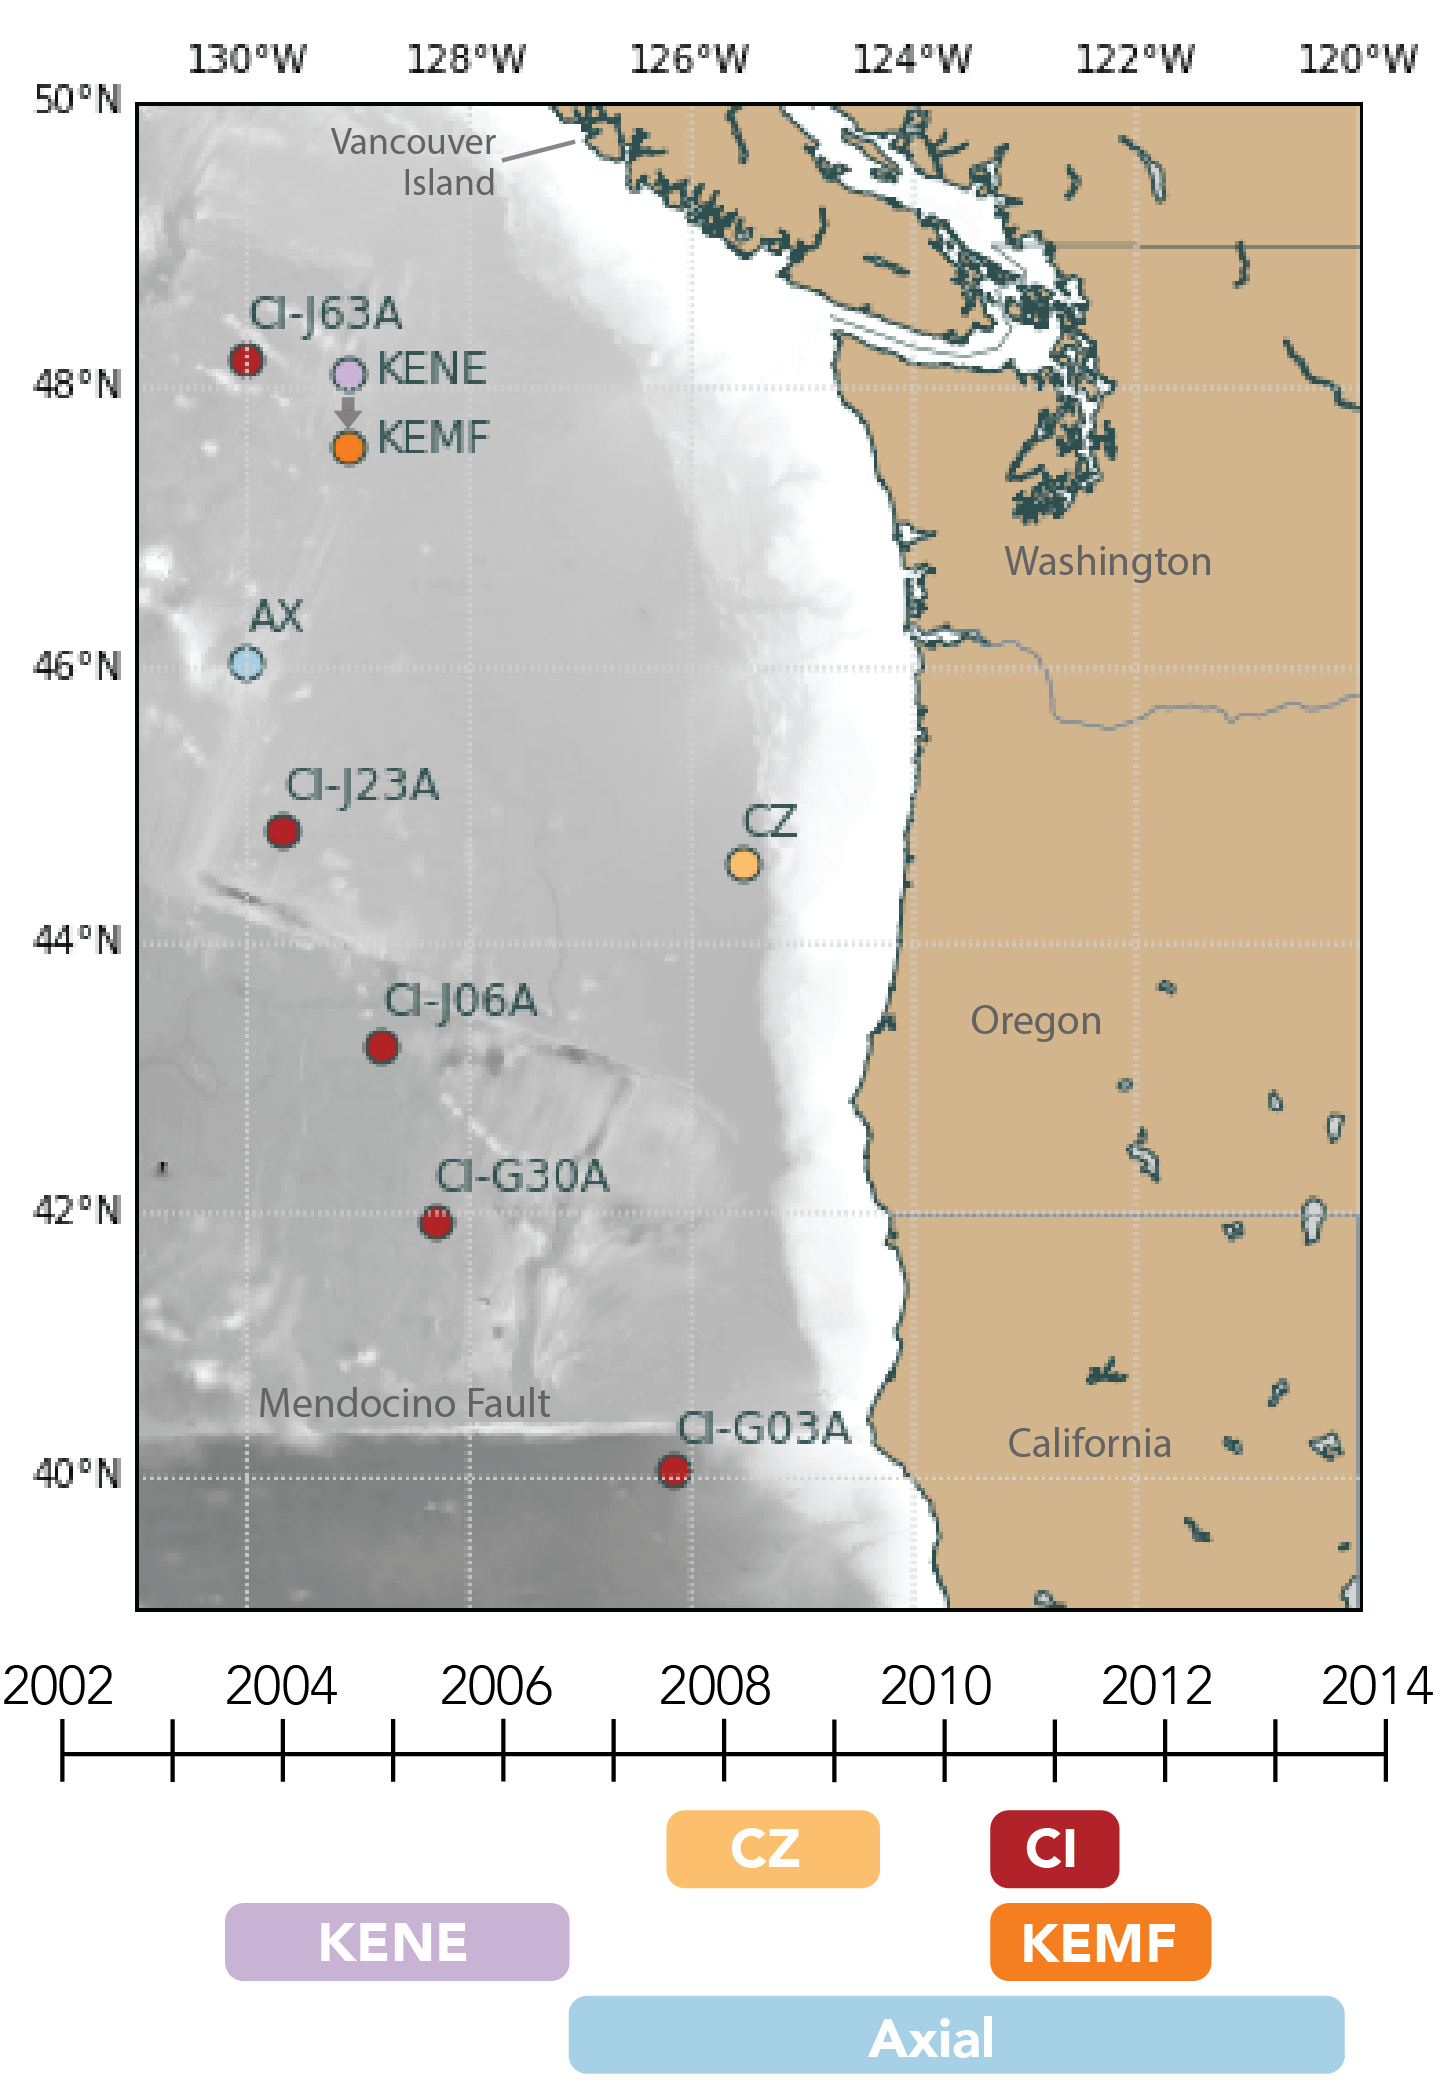 130°W 128°W 126°W 124°W 122°W 120°W
50°N
Vancouver
Island
CI-J63A
KENE
48°N
KEMF
Washington
AX
46°N
CI-J23A
CZ
44°N
CI-J06A
Oregon
CI-G30A
42°N
Mendocino Fault
CI-G03A
California
40°N
2002 2004 2006 2008 2010 2012 2014
CZ CI
KENE KEMF
Axial